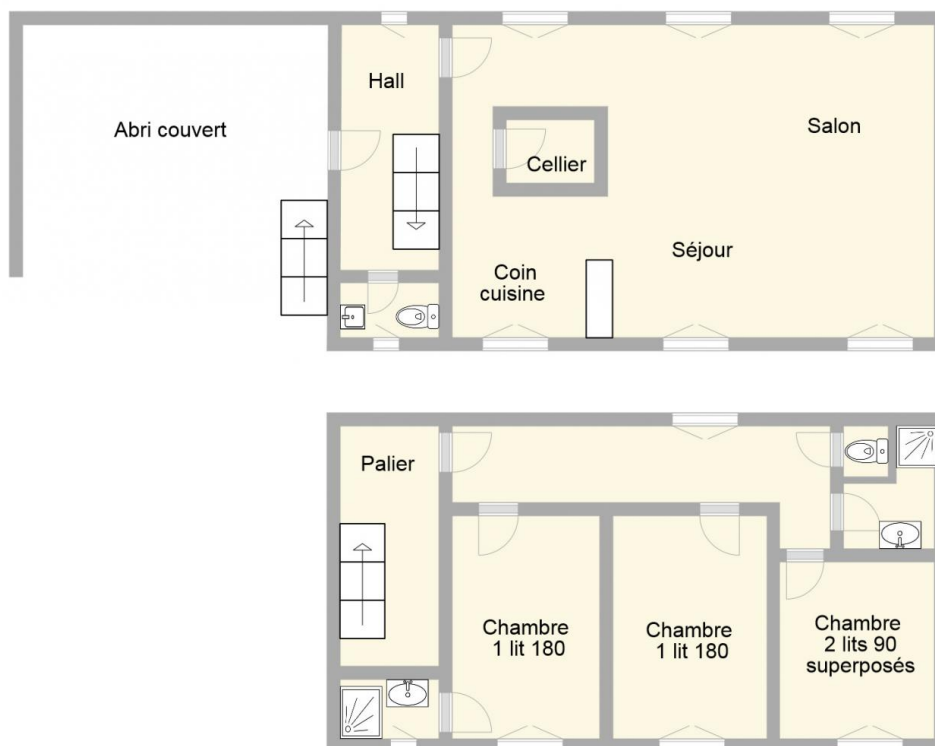 Hall
Abri couvert
Salon
Cellier
Séjour
Coin
cuisine
Palier
Chambre
1 lit 180
Chambre
1 lit 180
Chambre
2 lits 90
superposés